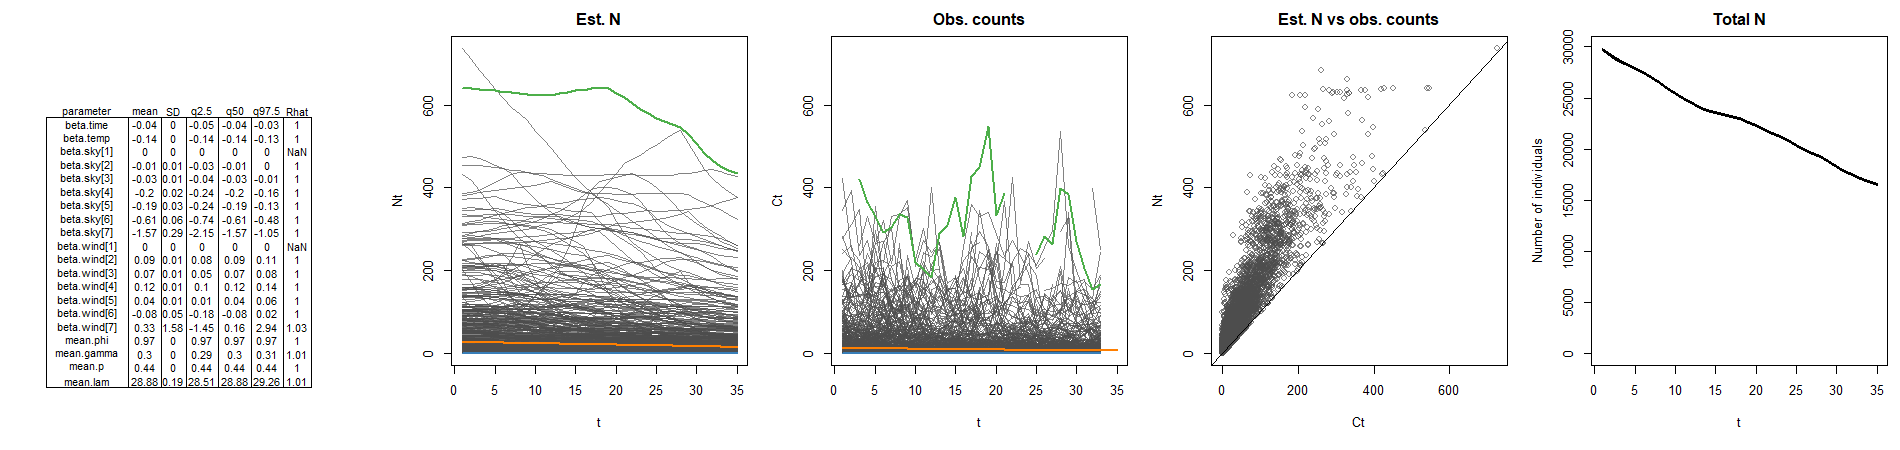 parameter mean SD q2.5 q50 q97.5 Rhat
beta.time -0.04 0 -0.05 -0.04 -0.03 1
beta.temp -0.14 0 -0.14 -0.14 -0.13 1
beta.sky[1] 0 0 0 0 0 NaN
beta.sky[2] -0.01 0.01 -0.03 -0.01 0 1
beta.sky[3] -0.03 0.01 -0.04 -0.03 -0.01 1
beta.sky[4] -0.2 0.02 -0.24 -0.2 -0.16 1
beta.sky[5] -0.19 0.03 -0.24 -0.19 -0.13 1
beta.sky[6] -0.61 0.06 -0.74 -0.61 -0.48 1
beta.sky[7] -1.57 0.29 -2.15 -1.57 -1.05 1
beta.wind[1] 0 0 0 0 0 NaN
beta.wind[2] 0.09 0.01 0.08 0.09 0.11 1
beta.wind[3] 0.07 0.01 0.05 0.07 0.08 1
beta.wind[4] 0.12 0.01 0.1 0.12 0.14 1
beta.wind[5] 0.04 0.01 0.01 0.04 0.06 1
beta.wind[6] -0.08 0.05 -0.18 -0.08 0.02 1
beta.wind[7] 0.33 1.58 -1.45 0.16 2.94 1.03
mean.phi 0.97 0 0.97 0.97 0.97 1
mean.gamma 0.3 0 0.29 0.3 0.31 1.01
mean.p 0.44 0 0.44 0.44 0.44 1
mean.lam 28.88 0.19 28.51 28.88 29.26 1.01
Est. N
Nt
600
400
200
0
0 5 10 15 20 25 30 35
t
Obs. counts
Ct
600
400
200
0
0 5 10 15 20 25 30 35
t
Est. N vs obs. counts
Nt
600
400
200
0
0 200 400 600
Ct
Total N
Number of individuals
30000
25000
20000
15000
10000
5000
0
0 5 10 15 20 25 30 35
t